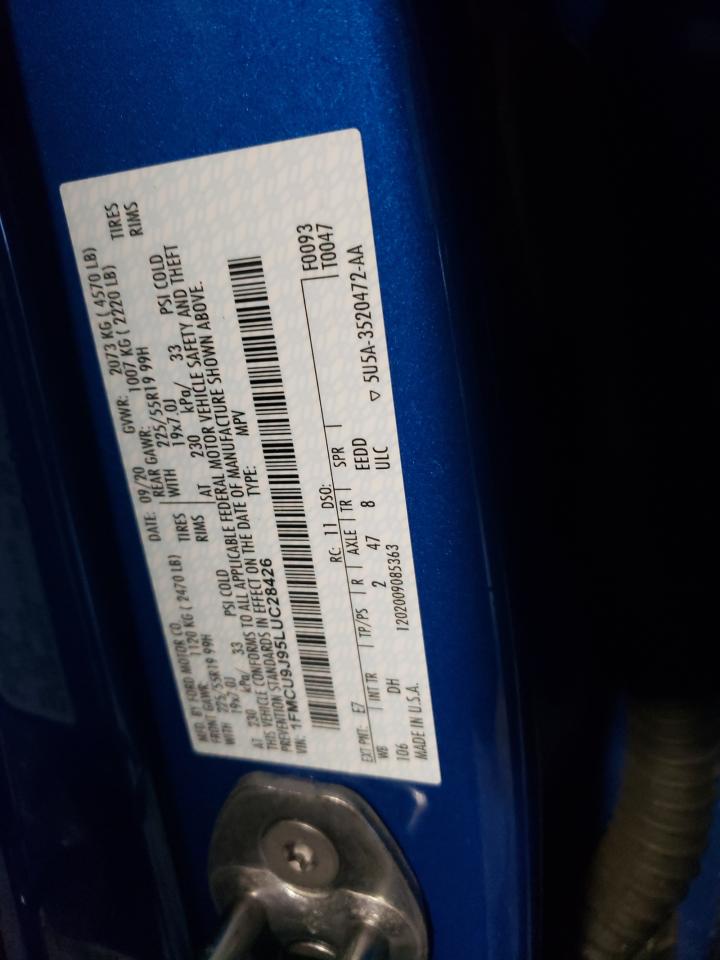 MFD. BY FORD MOTOR CO.
DATE: 09/20 GVWR: 2073 KG ( 4570 LB)
FRONT GAWR: 1120 KG ( 2470 LB) REAR GAWR: 1007 KG ( 2220 LB)
WITH 225/55R19 99H TIRES WITH 225/55R19 99H TIRES
19x7.0J RIMS 19x7.0J RIMS
AT 230 kPa/ 33 PSI COLD AT 230 kPa/ 33 PSI COLD
THIS VEHICLE CONFORMS TO ALL APPLICABLE FEDERAL MOTOR VEHICLE SAFETY AND THEFT
PREVENTION STANDARDS IN EFFECT ON THE DATE OF MANUFACTURE SHOWN ABOVE.
VIN: 1FMCU9J95LUC28426 TYPE: MPV
F0093
T0047
EXT PNT: E7 RC: 11 DSO:
WB INT TR TP/PS R AXLE TR SPR
106 DH 2 47 8 EEDD
MADE IN U.S.A. 1202009085363 ULC ▽ 5U5A-3520472-AA